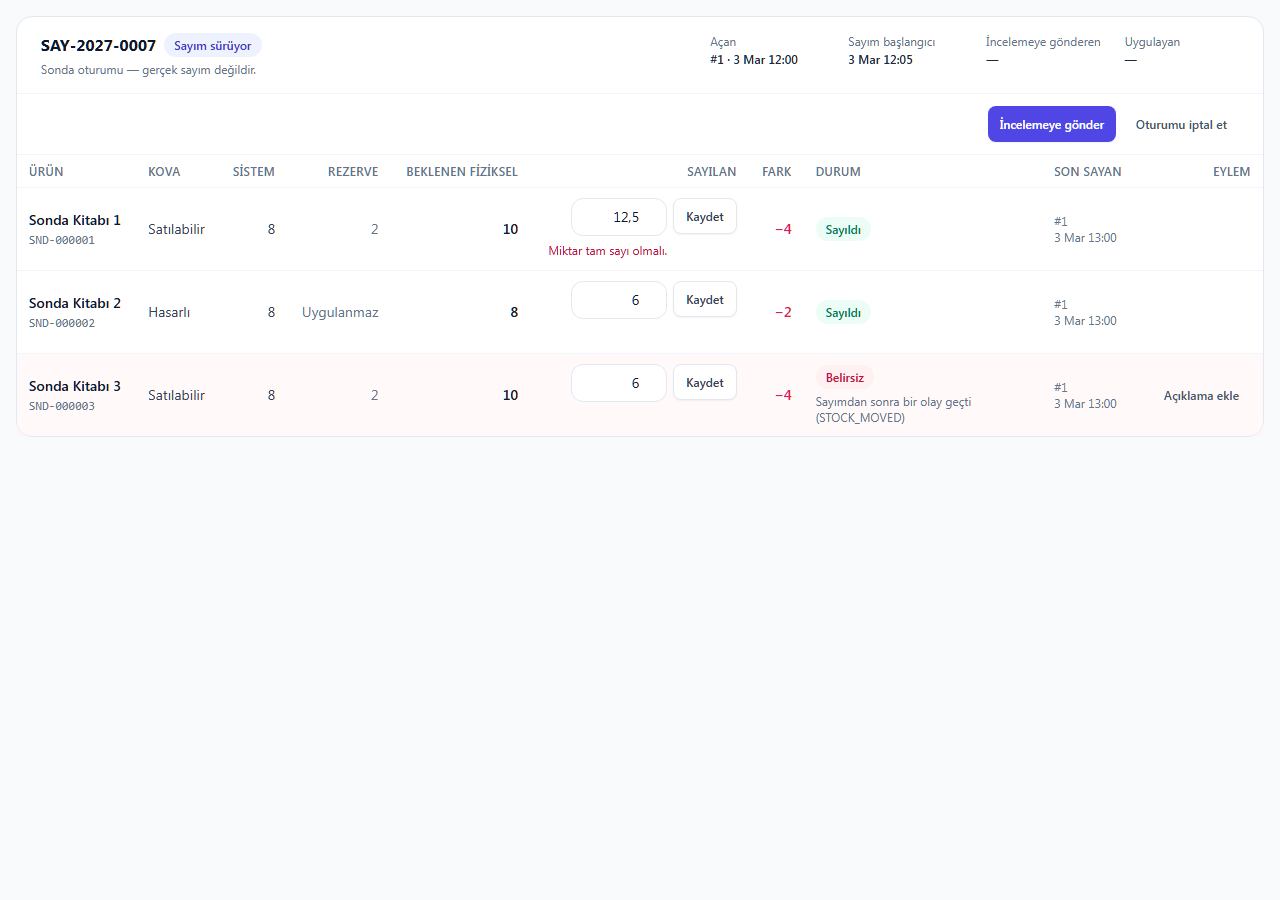 SAY-2027-0007 Sayım sürüyor
Sonda oturumu — gerçek sayım değildir.
Açan Sayım başlangıcı İncelemeye gönderen Uygulayan
#1 · 3 Mar 12:00 3 Mar 12:05 — —
İncelemeye gönder Oturumu iptal et
ÜRÜN KOVA SİSTEM REZERVE BEKLENEN FİZİKSEL SAYILAN FARK DURUM SON SAYAN EYLEM
Sonda Kitabı 1 Satılabilir 8 2 10 12,5 Kaydet −4 Sayıldı #1
SND-000001 Miktar tam sayı olmalı. 3 Mar 13:00
Sonda Kitabı 2 Hasarlı 8 Uygulanmaz 8 6 Kaydet −2 Sayıldı #1
SND-000002 3 Mar 13:00
Sonda Kitabı 3 Satılabilir 8 2 10 6 Kaydet −4 Belirsiz #1 Açıklama ekle
SND-000003 Sayımdan sonra bir olay geçti 3 Mar 13:00
(STOCK_MOVED)